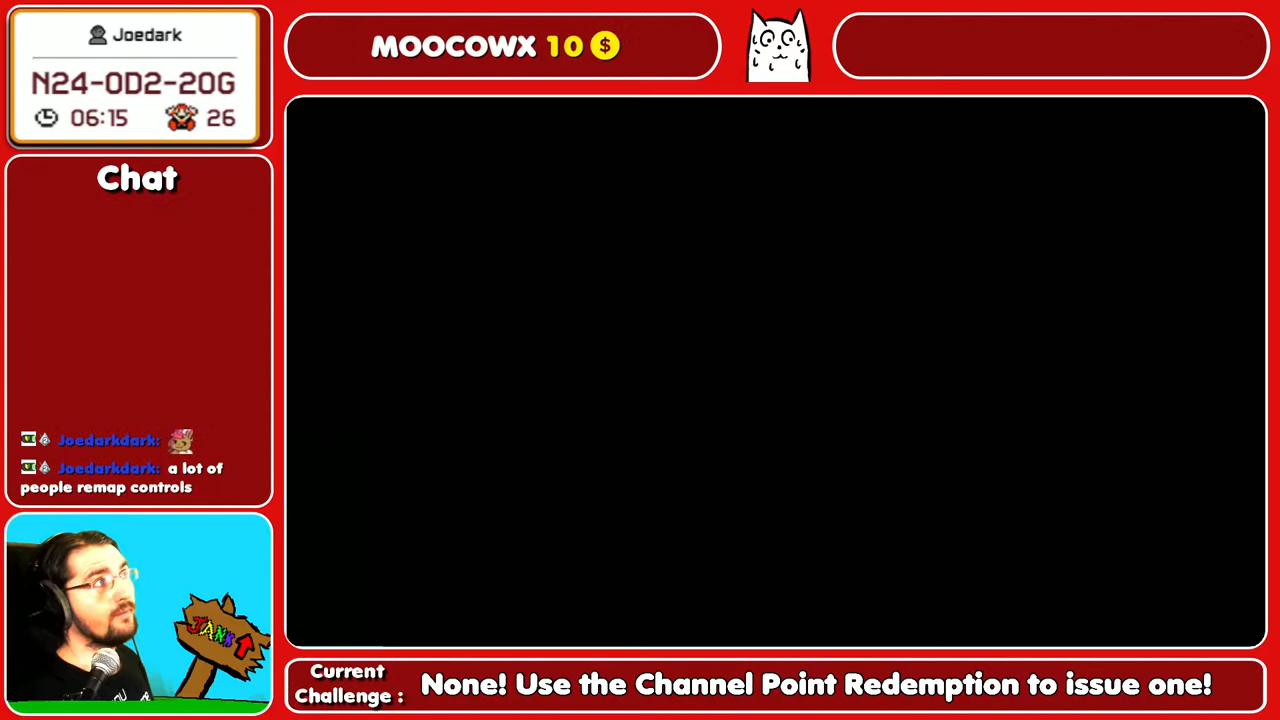 Joedark
N24-0D2-20G
06:15 26
MOOCOWX 10 $
Chat
Joedarkdark:
Joedarkdark: a lot of
people remap controls
JANK
Current
Challenge :
None! Use the Channel Point Redemption to issue one!